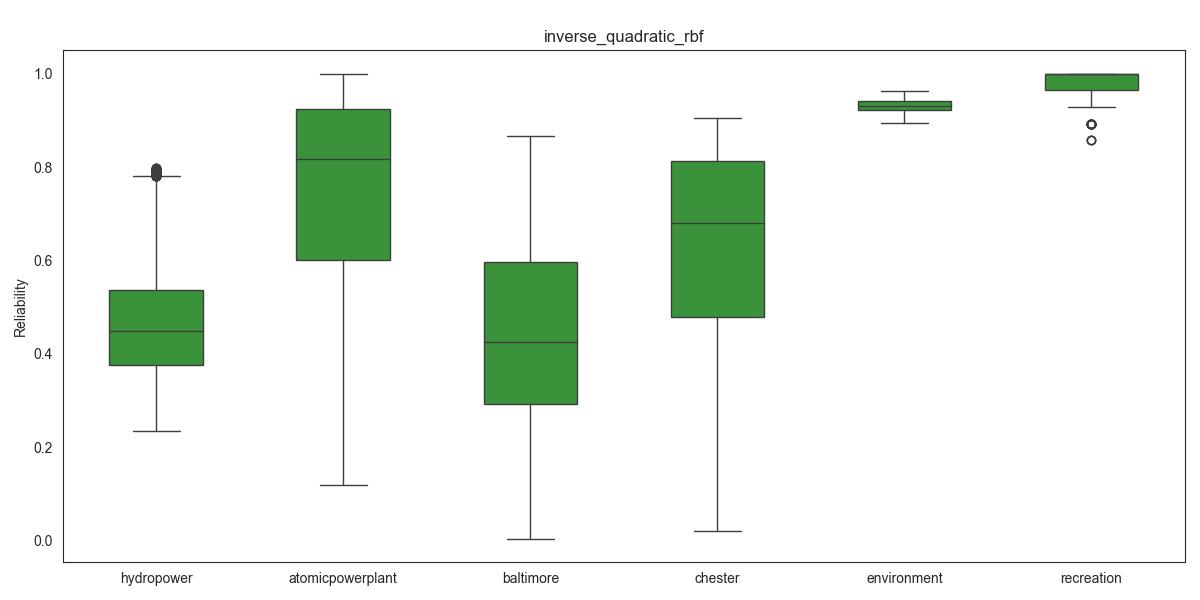 inverse_quadratic_rbf
Reliability
1.0
0.8
0.6
0.4
0.2
0.0
hydropower atomicpowerplant baltimore chester environment recreation